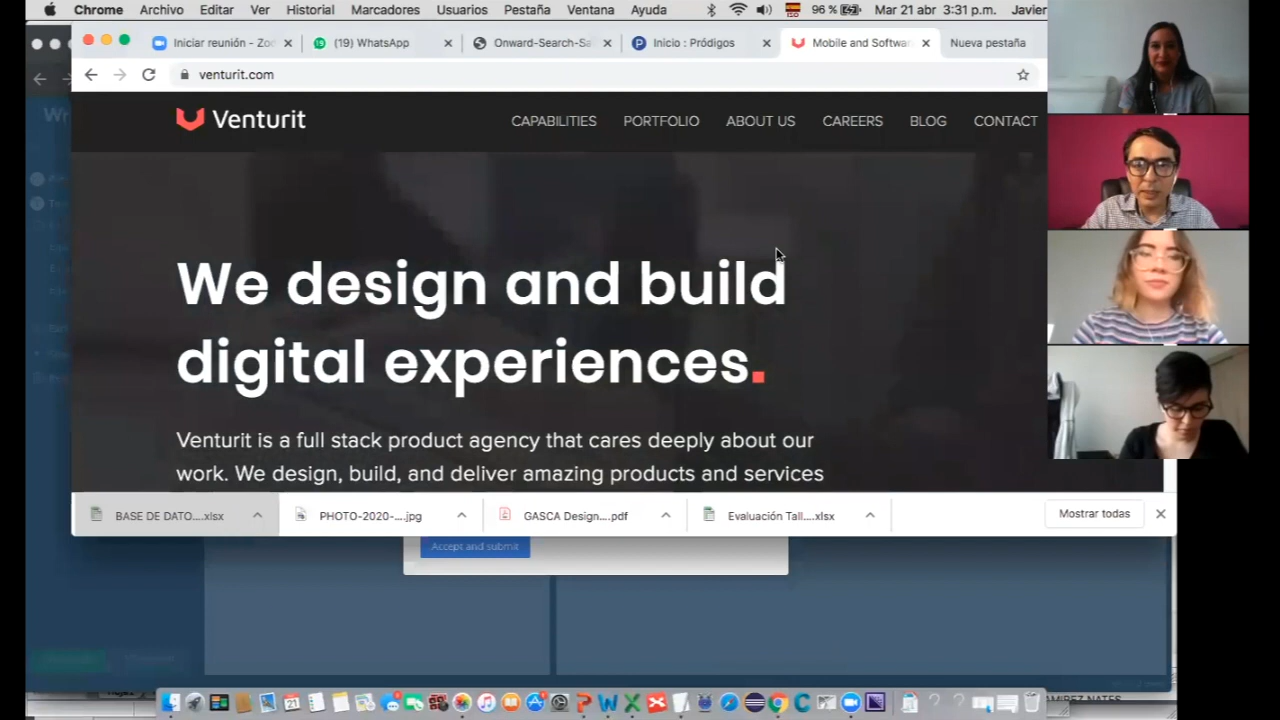 Chrome Archivo Editar Ver Historial Marcadores Usuarios Pestaña Ventana Ayuda ISO 96 % Mar 21 abr 3:31 p.m. Javier
Iniciar reunión - Zoo (19) WhatsApp Onward-Search-Sa Inicio : Pródigos Mobile and Softwar Nueva pestaña
venturit.com
Venturit CAPABILITIES PORTFOLIO ABOUT US CAREERS BLOG CONTACT
We design and build
digital experiences.
Venturit is a full stack product agency that cares deeply about our
work. We design, build, and deliver amazing products and services
BASE DE DATO....xlsx PHOTO-2020-....jpg GASCA Design....pdf Evaluación Tall....xlsx Mostrar todas
Accept and submit